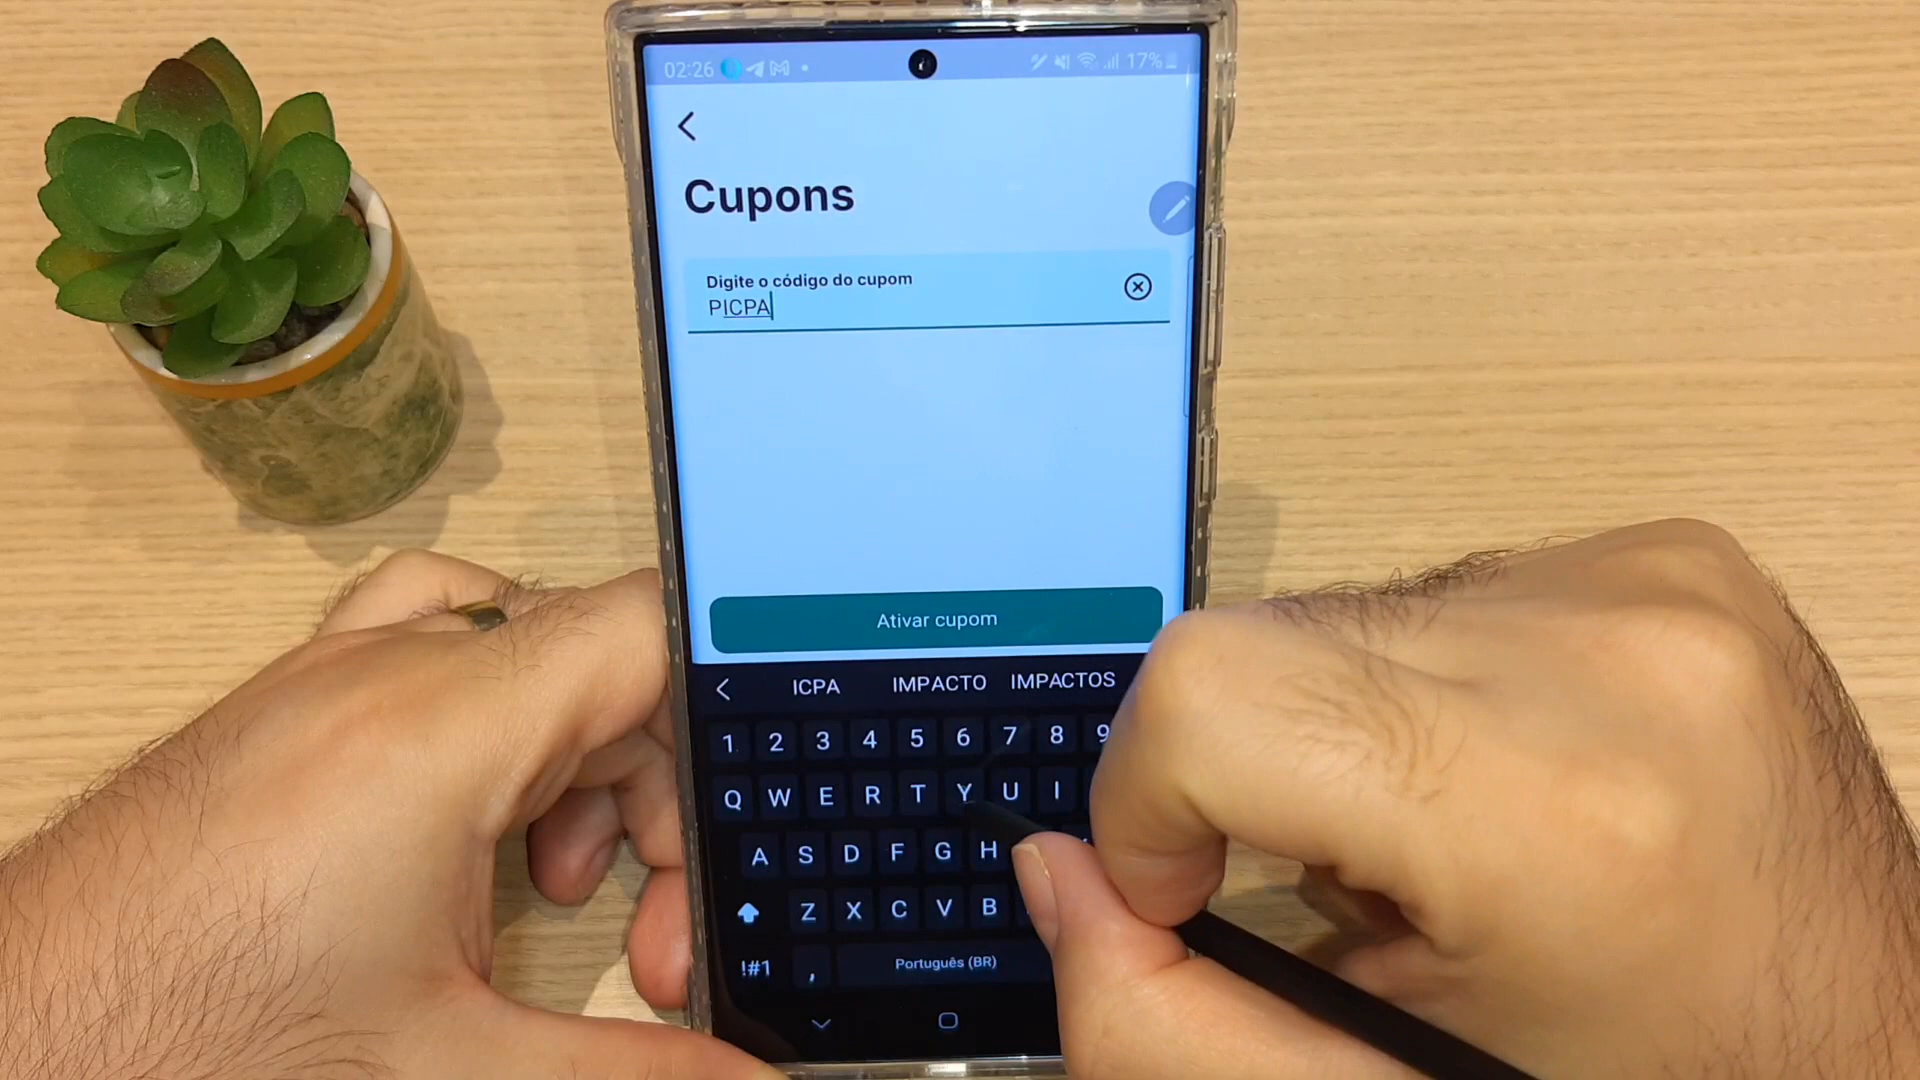 02:26 17%
Cupons
Digite o código do cupom
PICPA
Ativar cupom
ICPA IMPACTO IMPACTOS
1 2 3 4 5 6 7 8 9
Q W E R T Y U I
A S D F G H
Z X C V B
!#1 , Português (BR)